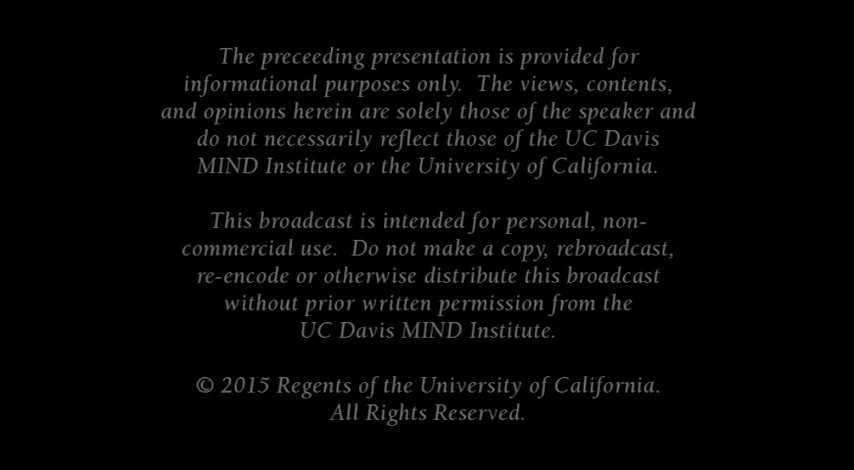 The preceeding presentation is provided for
informational purposes only. The views, contents,
and opinions herein are solely those of the speaker and
do not necessarily reflect those of the UC Davis
MIND Institute or the University of California.
This broadcast is intended for personal, non-
commercial use. Do not make a copy, rebroadcast,
re-encode or otherwise distribute this broadcast
without prior written permission from the
UC Davis MIND Institute.
© 2015 Regents of the University of California.
All Rights Reserved.